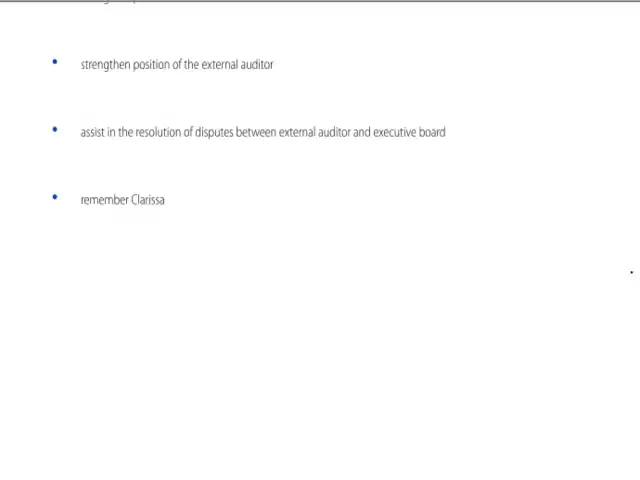 • strengthen position of the external auditor
• assist in the resolution of disputes between external auditor and executive board
• remember Clarissa